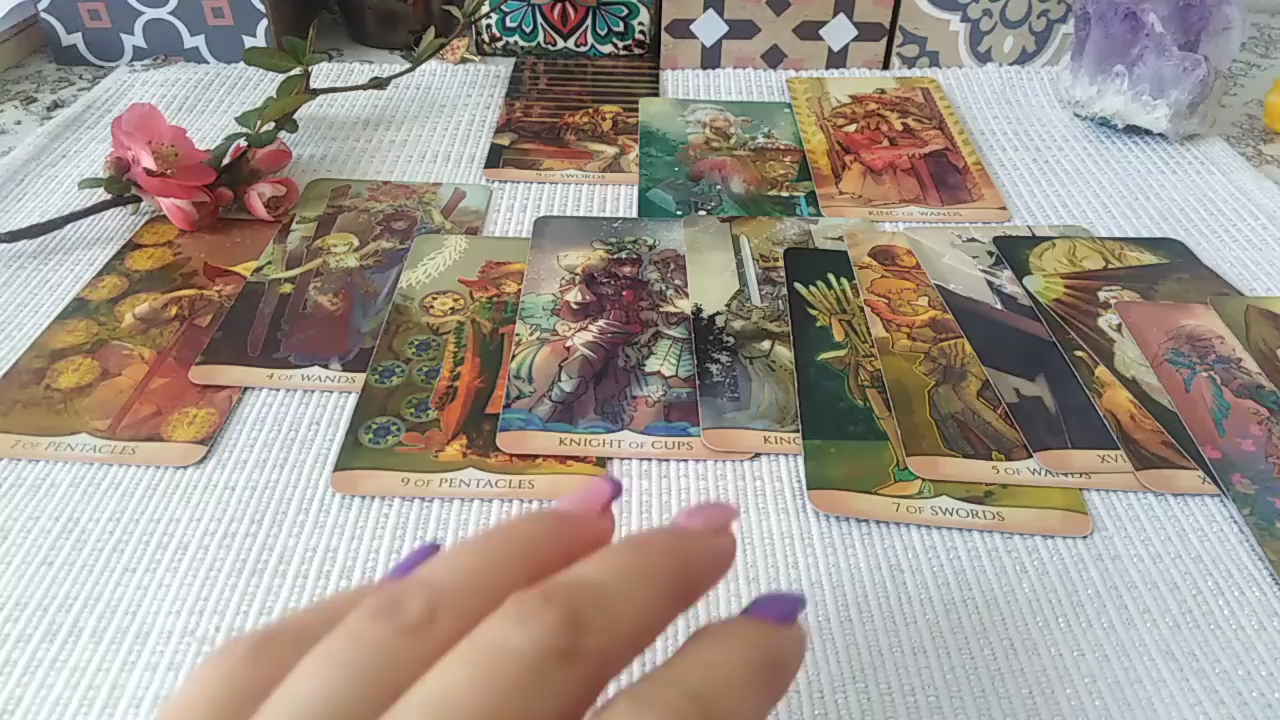 9 OF SWORDS
KING OF WANDS
7 OF PENTACLES
4 OF WANDS
9 OF PENTACLES
KNIGHT OF CUPS
KING
7 OF SWORDS
5 OF WANDS
XVI
X